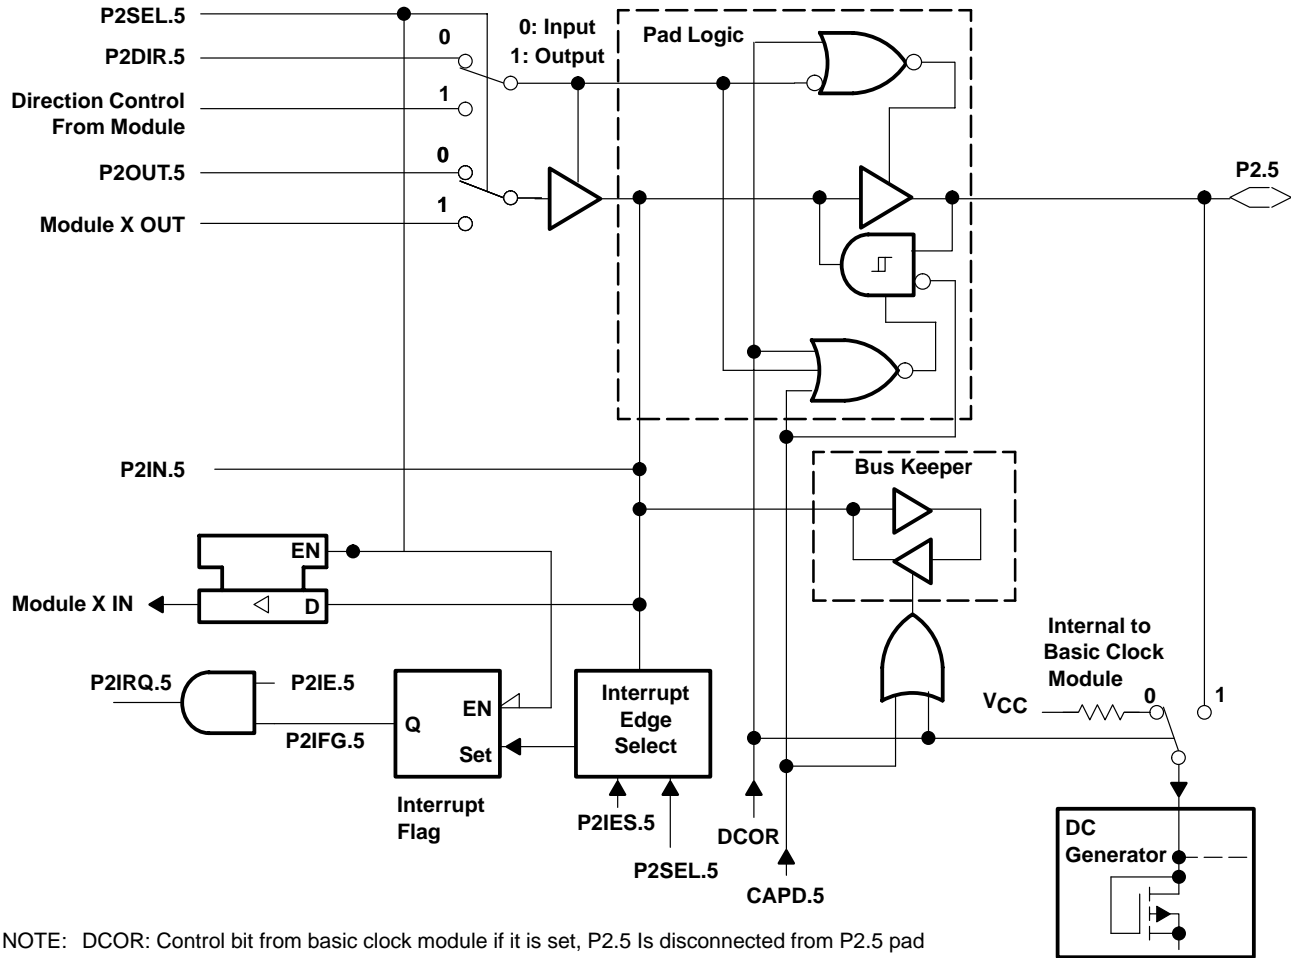 P2SEL.5
0: Input
1: Output
Pad Logic
0
P2DIR.5
1
Direction Control
From Module
0
P2OUT.5
P2.5
1
Module X OUT
P2IN.5
Bus Keeper
EN
Module X IN
D
Internal to
Basic Clock
Module
P2IRQ.5
P2IE.5
Interrupt
Edge
Select
EN
Q
Set
P2IFG.5
VCC
0
1
Interrupt
Flag
P2IES.5
P2SEL.5
DCOR
CAPD.5
DC
Generator
NOTE: DCOR: Control bit from basic clock module if it is set, P2.5 Is disconnected from P2.5 pad